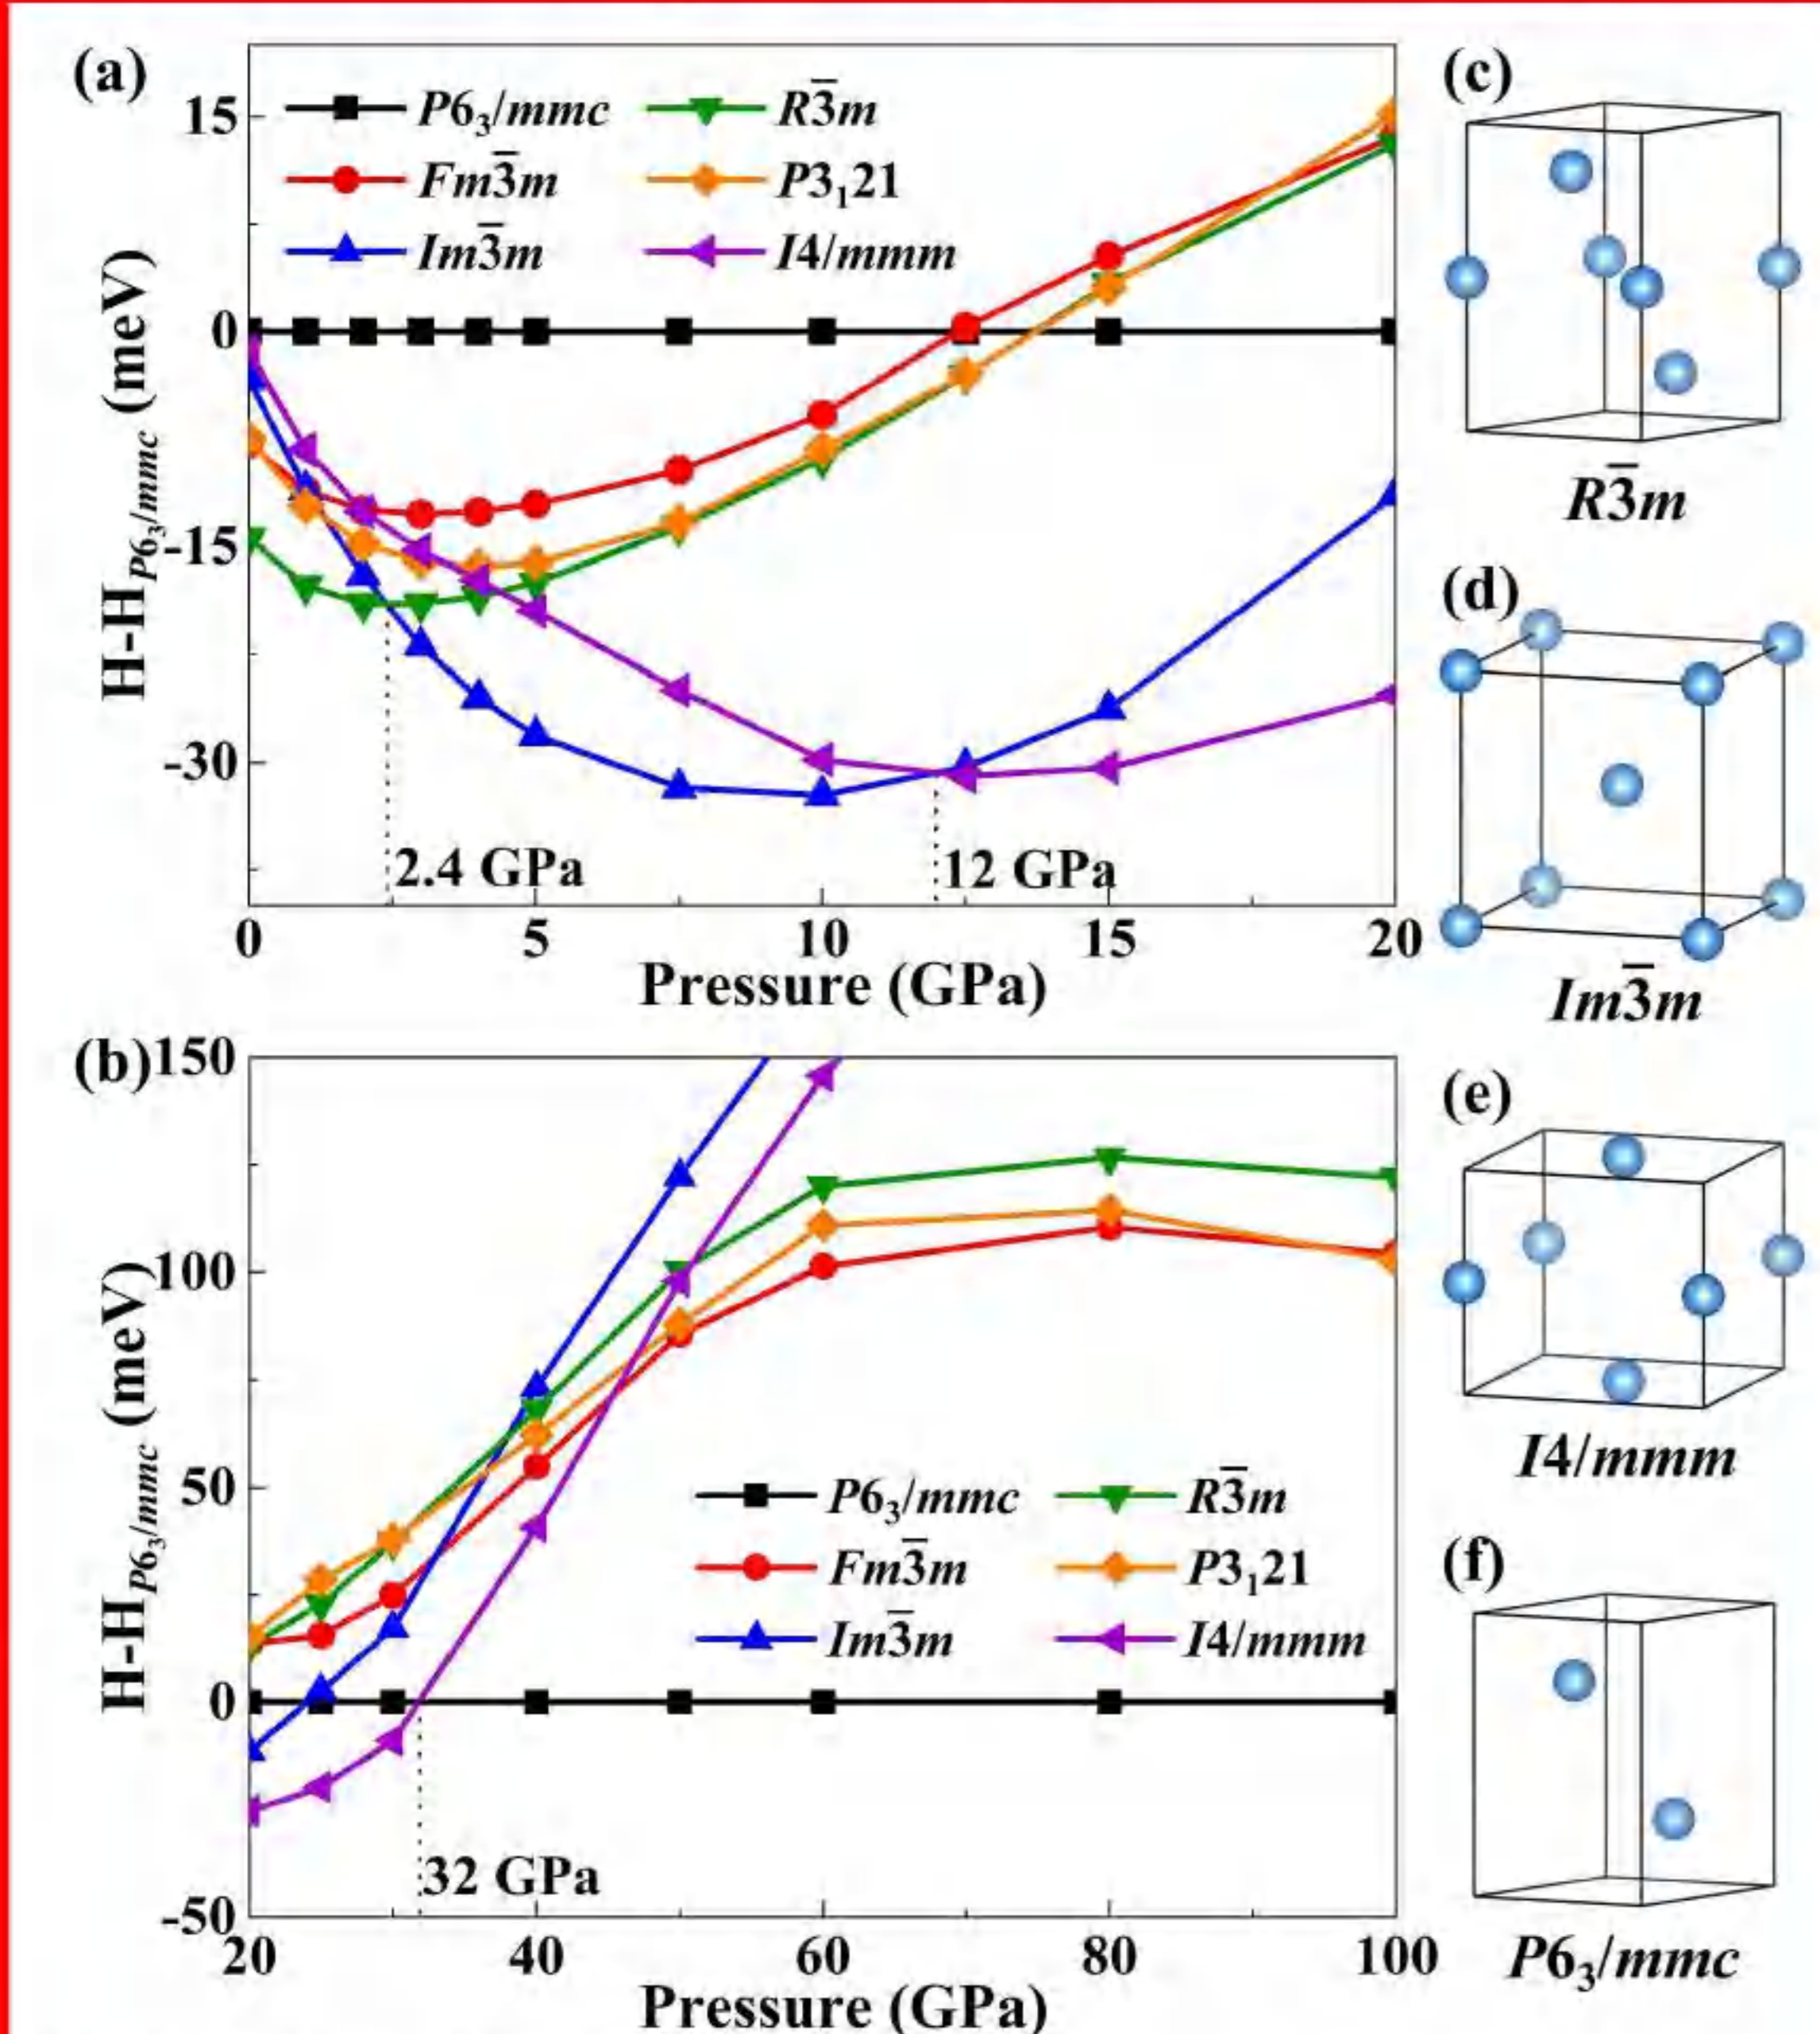 (a)
15
0
-15
-30
H-H P6₃/mmc (meV)
P6₃/mmc
R3̅m
Fm3̅m
P3₁21
Im3̅m
I4/mmm
2.4 GPa
12 GPa
0 5 10 15 20
Pressure (GPa)
(c)
R3̅m
(d)
Im3̅m
(b)
150
100
50
0
-50
H-H P6₃/mmc (meV)
P6₃/mmc
R3̅m
Fm3̅m
P3₁21
Im3̅m
I4/mmm
32 GPa
20 40 60 80 100
Pressure (GPa)
(e)
I4/mmm
(f)
P6₃/mmc